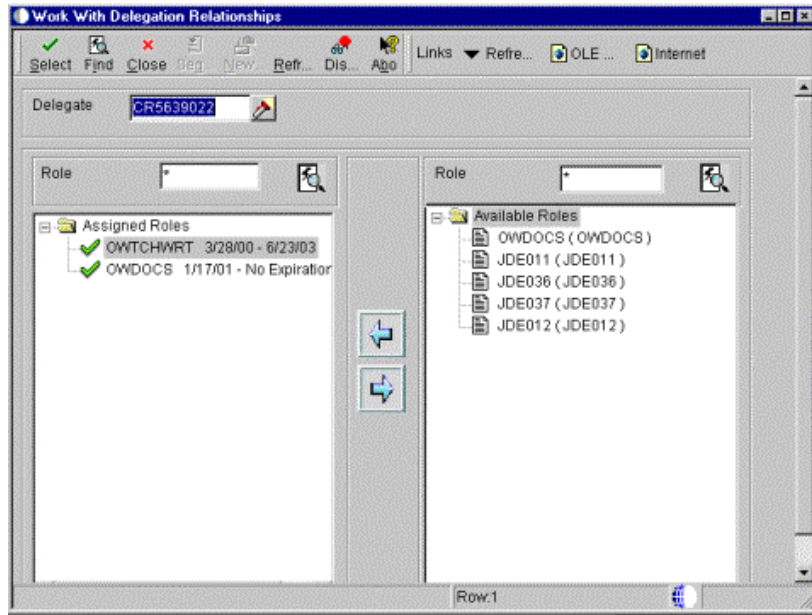 Work With Delegation Relationships
Select Find Close Seq. New. Refr... Dis... Abo Links Refre... OLE ... Internet
Delegate CR5639022
Role *
Role *
Assigned Roles
OWTCHWRT 3/28/00 - 6/23/03
OWDOCS 1/17/01 - No Expiration
Available Roles
OWDOCS ( OWDOCS )
JDE011 ( JDE011 )
JDE036 ( JDE036 )
JDE037 ( JDE037 )
JDE012 ( JDE012 )
Row:1